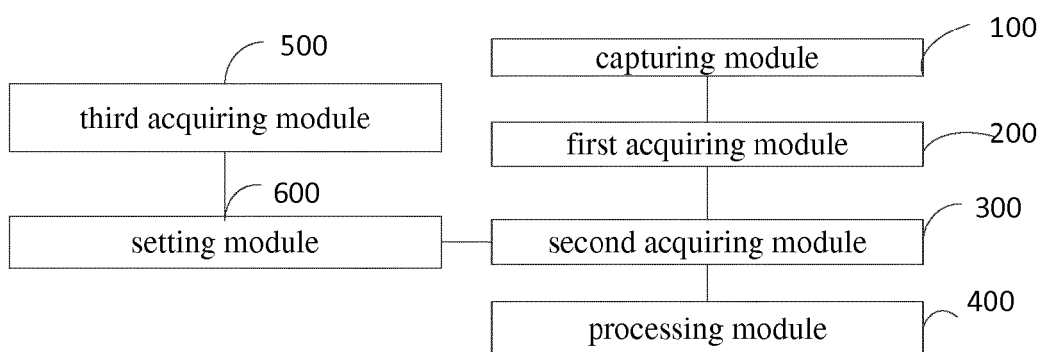 100
capturing module
500
third acquiring module
200
first acquiring module
600
setting module
300
second acquiring module
400
processing module